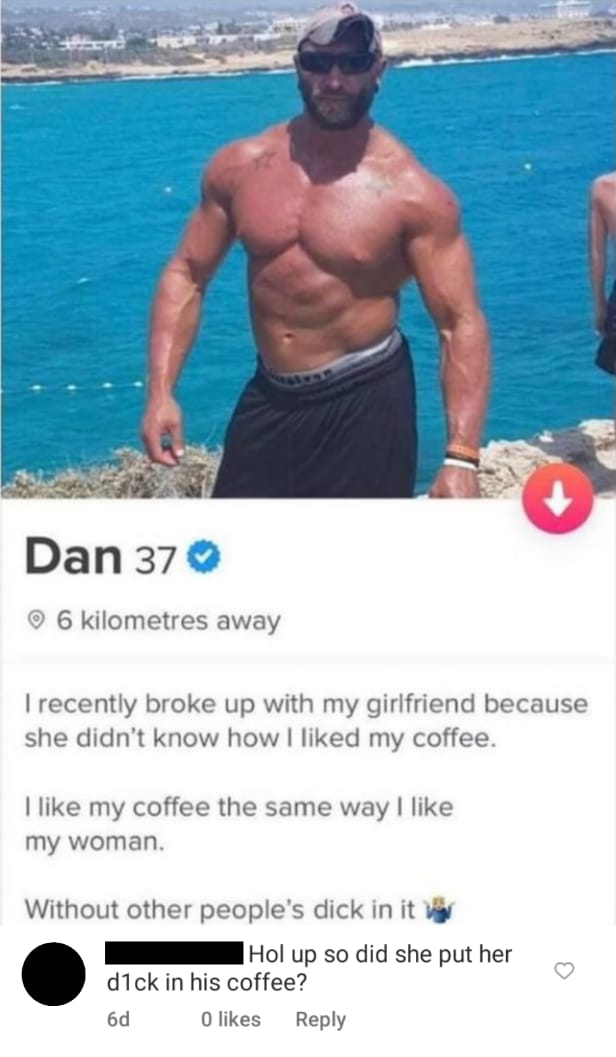 Dan 37
6 kilometres away
I recently broke up with my girlfriend because
she didn't know how I liked my coffee.
I like my coffee the same way I like
my woman.
Without other people's dick in it 🤷‍♂️
Hol up so did she put her
d1ck in his coffee?
6d 0 likes Reply